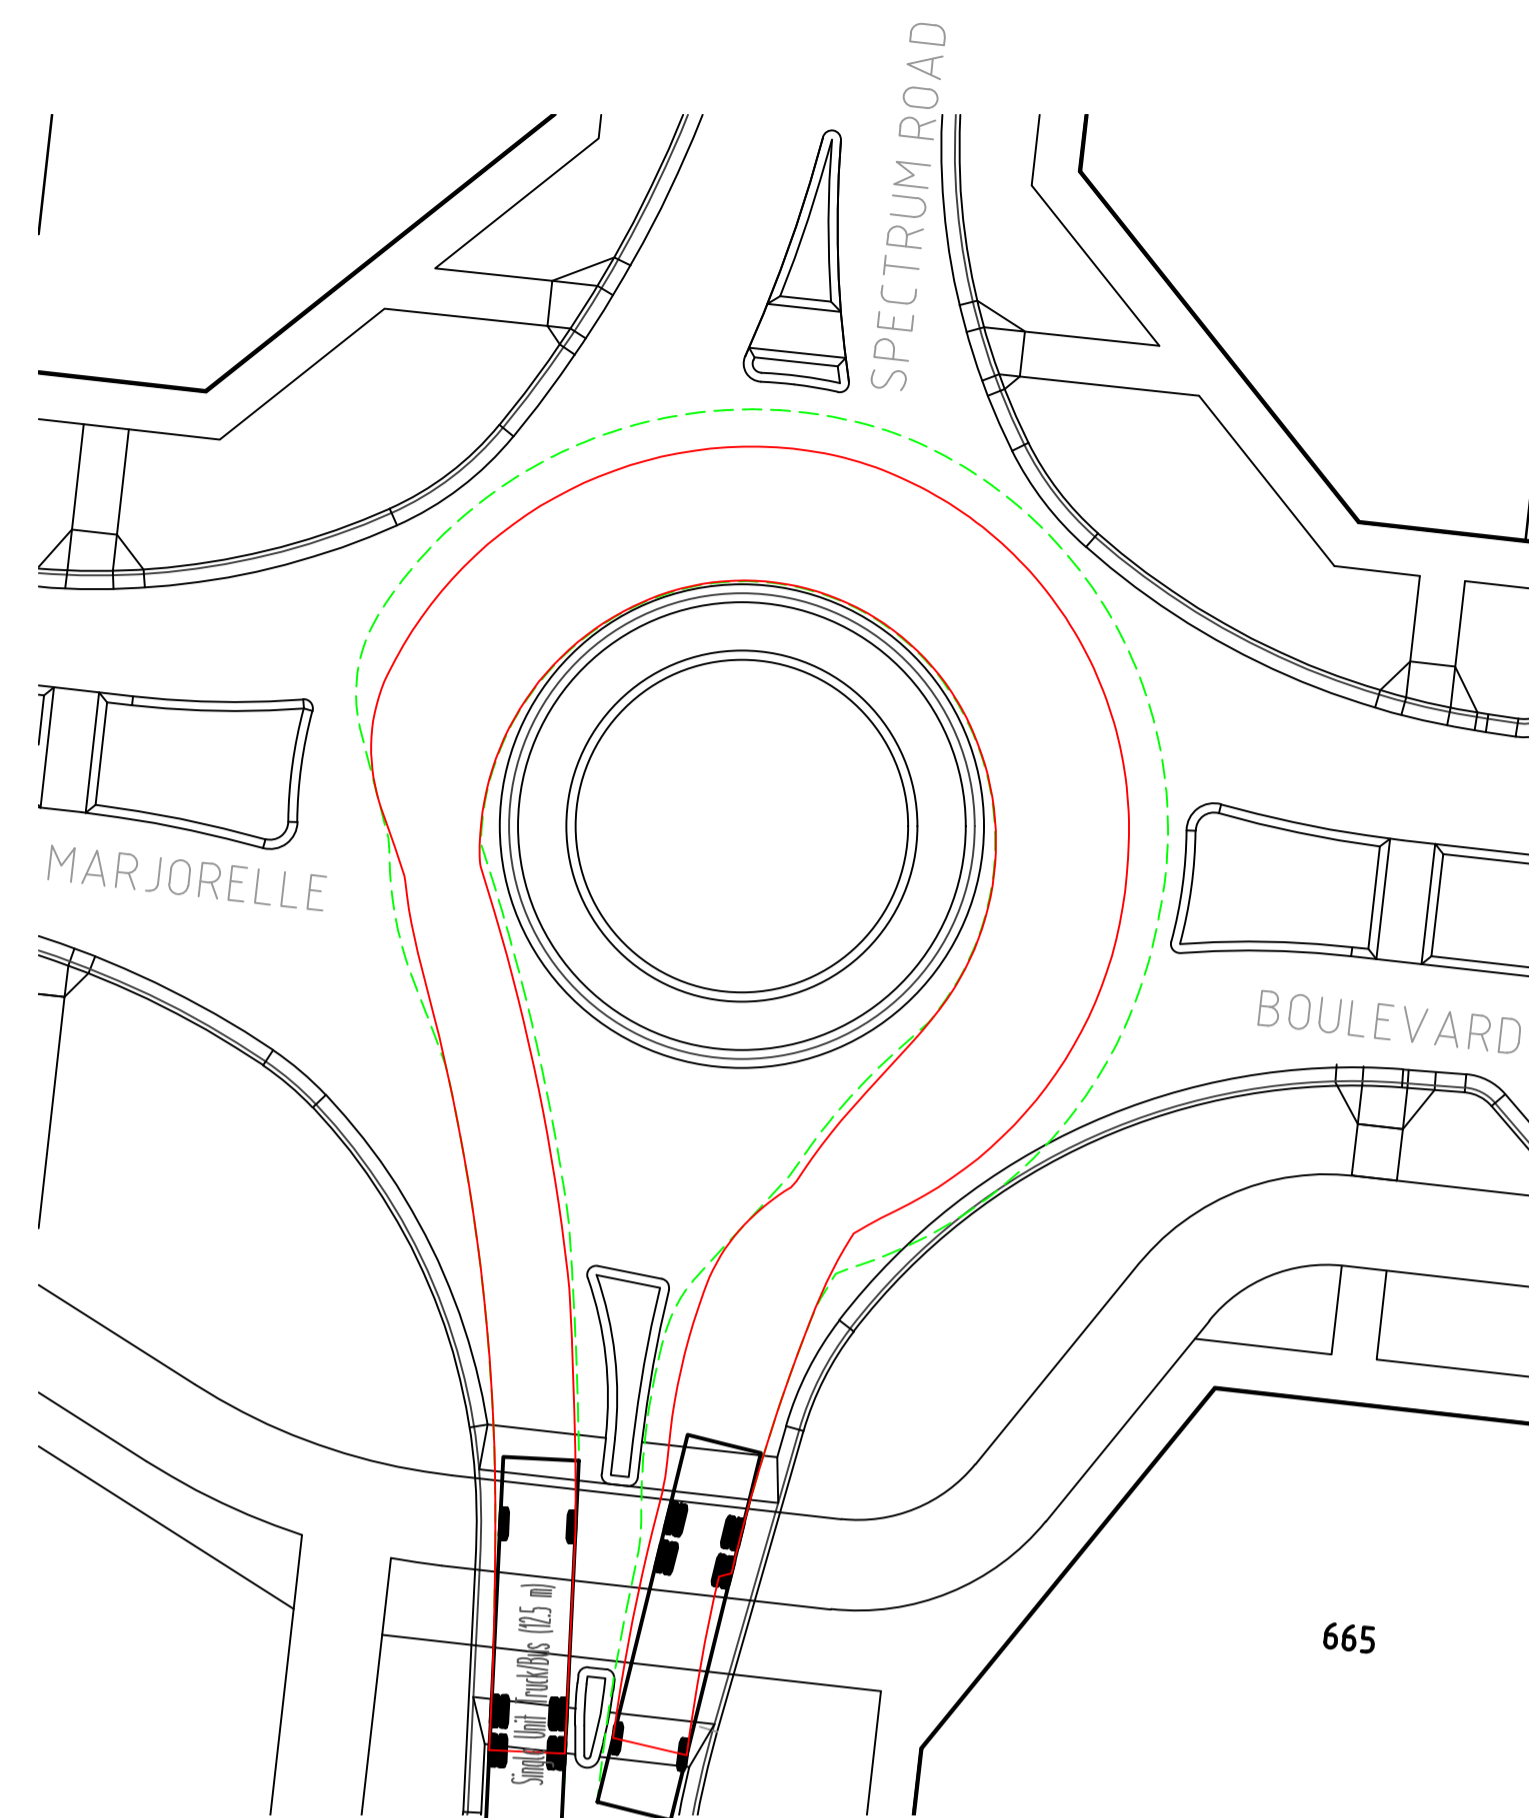 SPECTRUM ROAD
MARJORELLE
BOULEVARD
665
Single Unit Truck/Bus (12.5 m)